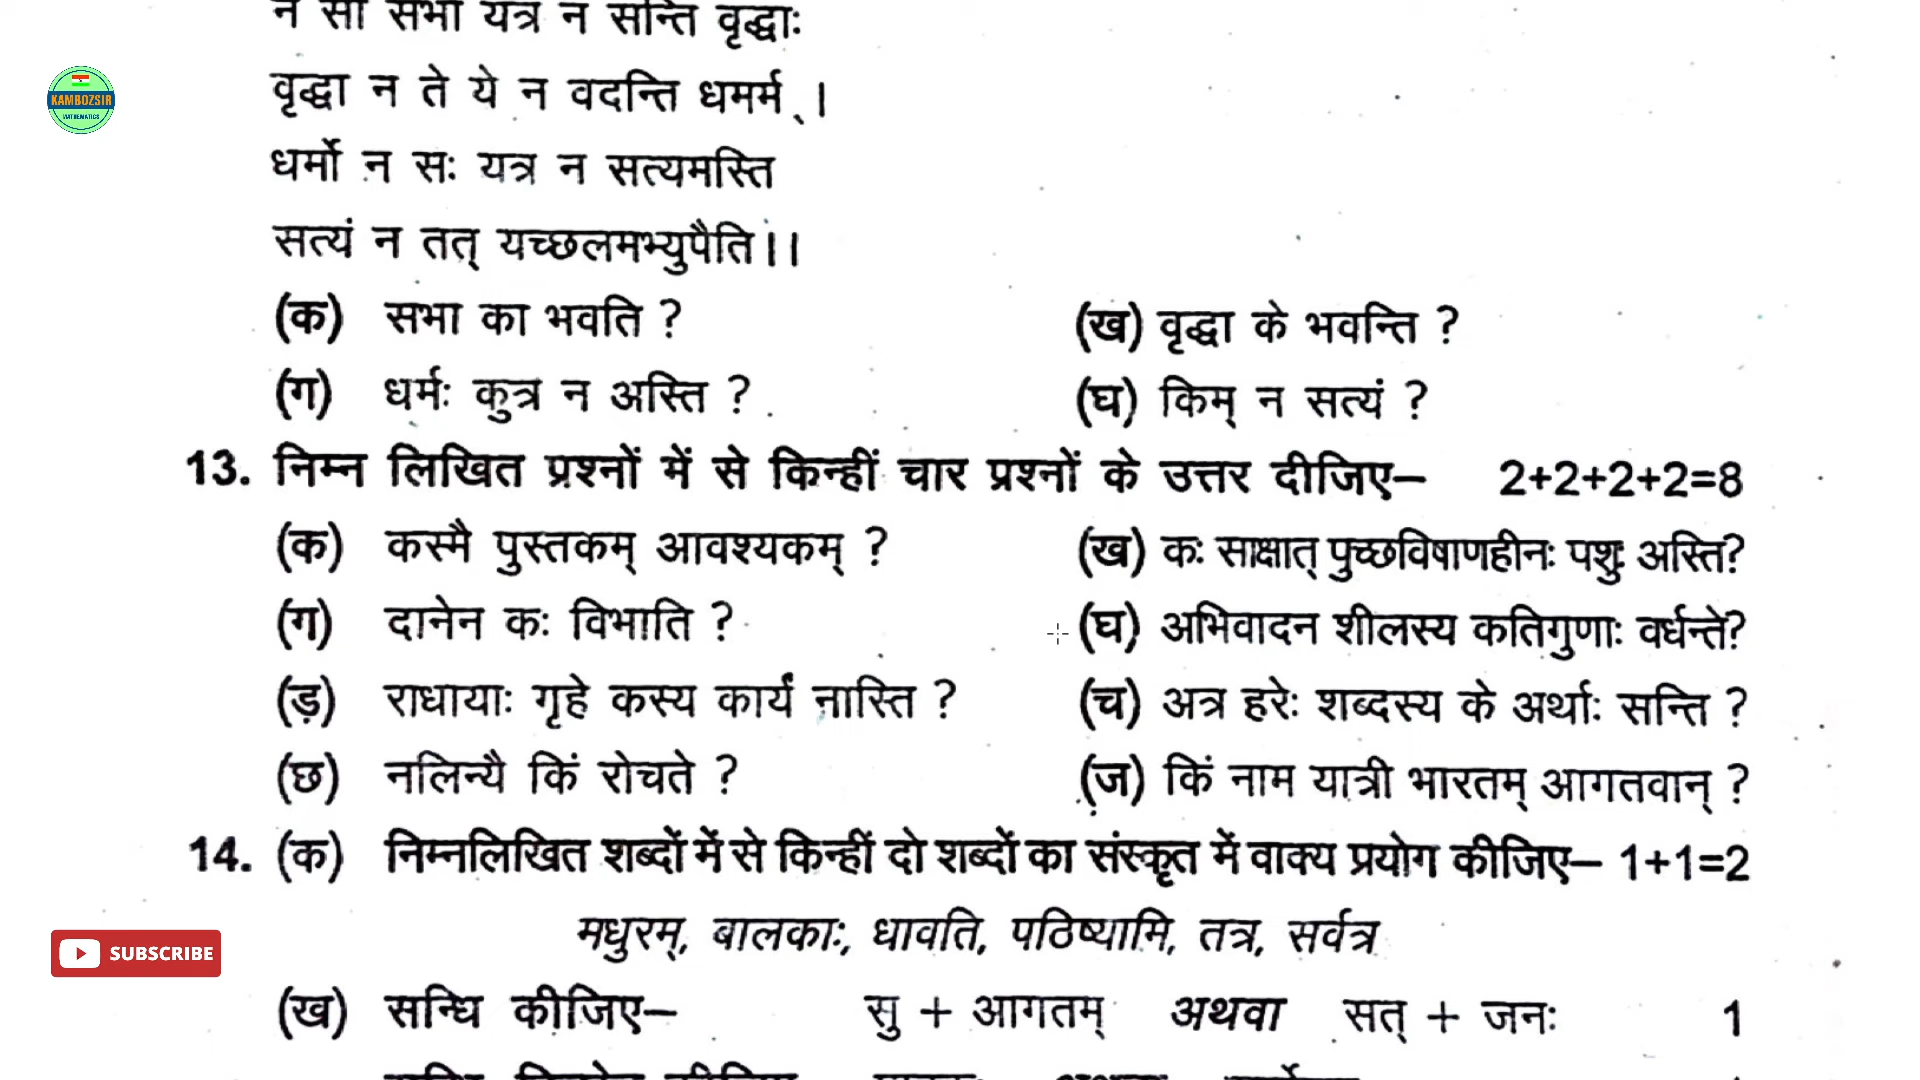 न सा सभा यत्र न सन्ति वृद्धाः
KAMBOZSIR
MATHEMATICS
वृद्धा न ते ये न वदन्ति धमर्म् ।
धर्मो न सः यत्र न सत्यमस्ति
सत्यं न तत् यच्छलमभ्युपैति।।
(क) सभा का भवति ? (ख) वृद्धा के भवन्ति ?
(ग) धर्मः कुत्र न अस्ति ? (घ) किम् न सत्यं ?
13. निम्न लिखित प्रश्नों में से किन्हीं चार प्रश्नों के उत्तर दीजिए– 2+2+2+2=8
(क) कस्मै पुस्तकम् आवश्यकम् ? (ख) कः साक्षात् पुच्छविषाणहीनः पशुः अस्ति?
(ग) दानेन कः विभाति ? (घ) अभिवादन शीलस्य कतिगुणाः वर्धन्ते?
(ड़) राधायाः गृहे कस्य कार्यं नास्ति ? (च) अत्र हरेः शब्दस्य के अर्थाः सन्ति ?
(छ) नलिन्यै किं रोचते ? (ज) किं नाम यात्री भारतम् आगतवान् ?
14. (क) निम्नलिखित शब्दों में से किन्हीं दो शब्दों का संस्कृत में वाक्य प्रयोग कीजिए– 1+1=2
मधुरम्, बालकाः, धावति, पठिष्यामि, तत्र, सर्वत्र
SUBSCRIBE
(ख) सन्धि कीजिए– सु + आगतम् अथवा सत् + जनः 1